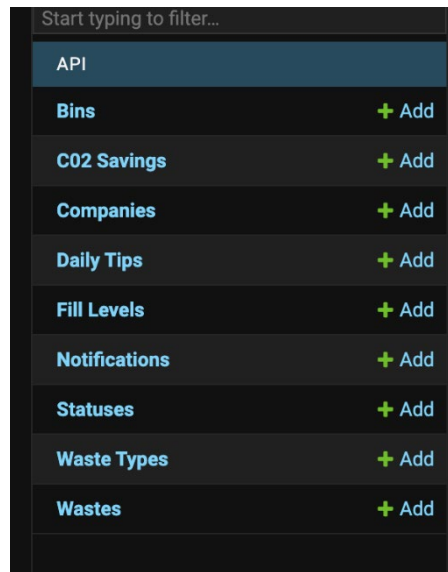 Start typing to filter...
API
Bins + Add
C02 Savings + Add
Companies + Add
Daily Tips + Add
Fill Levels + Add
Notifications + Add
Statuses + Add
Waste Types + Add
Wastes + Add